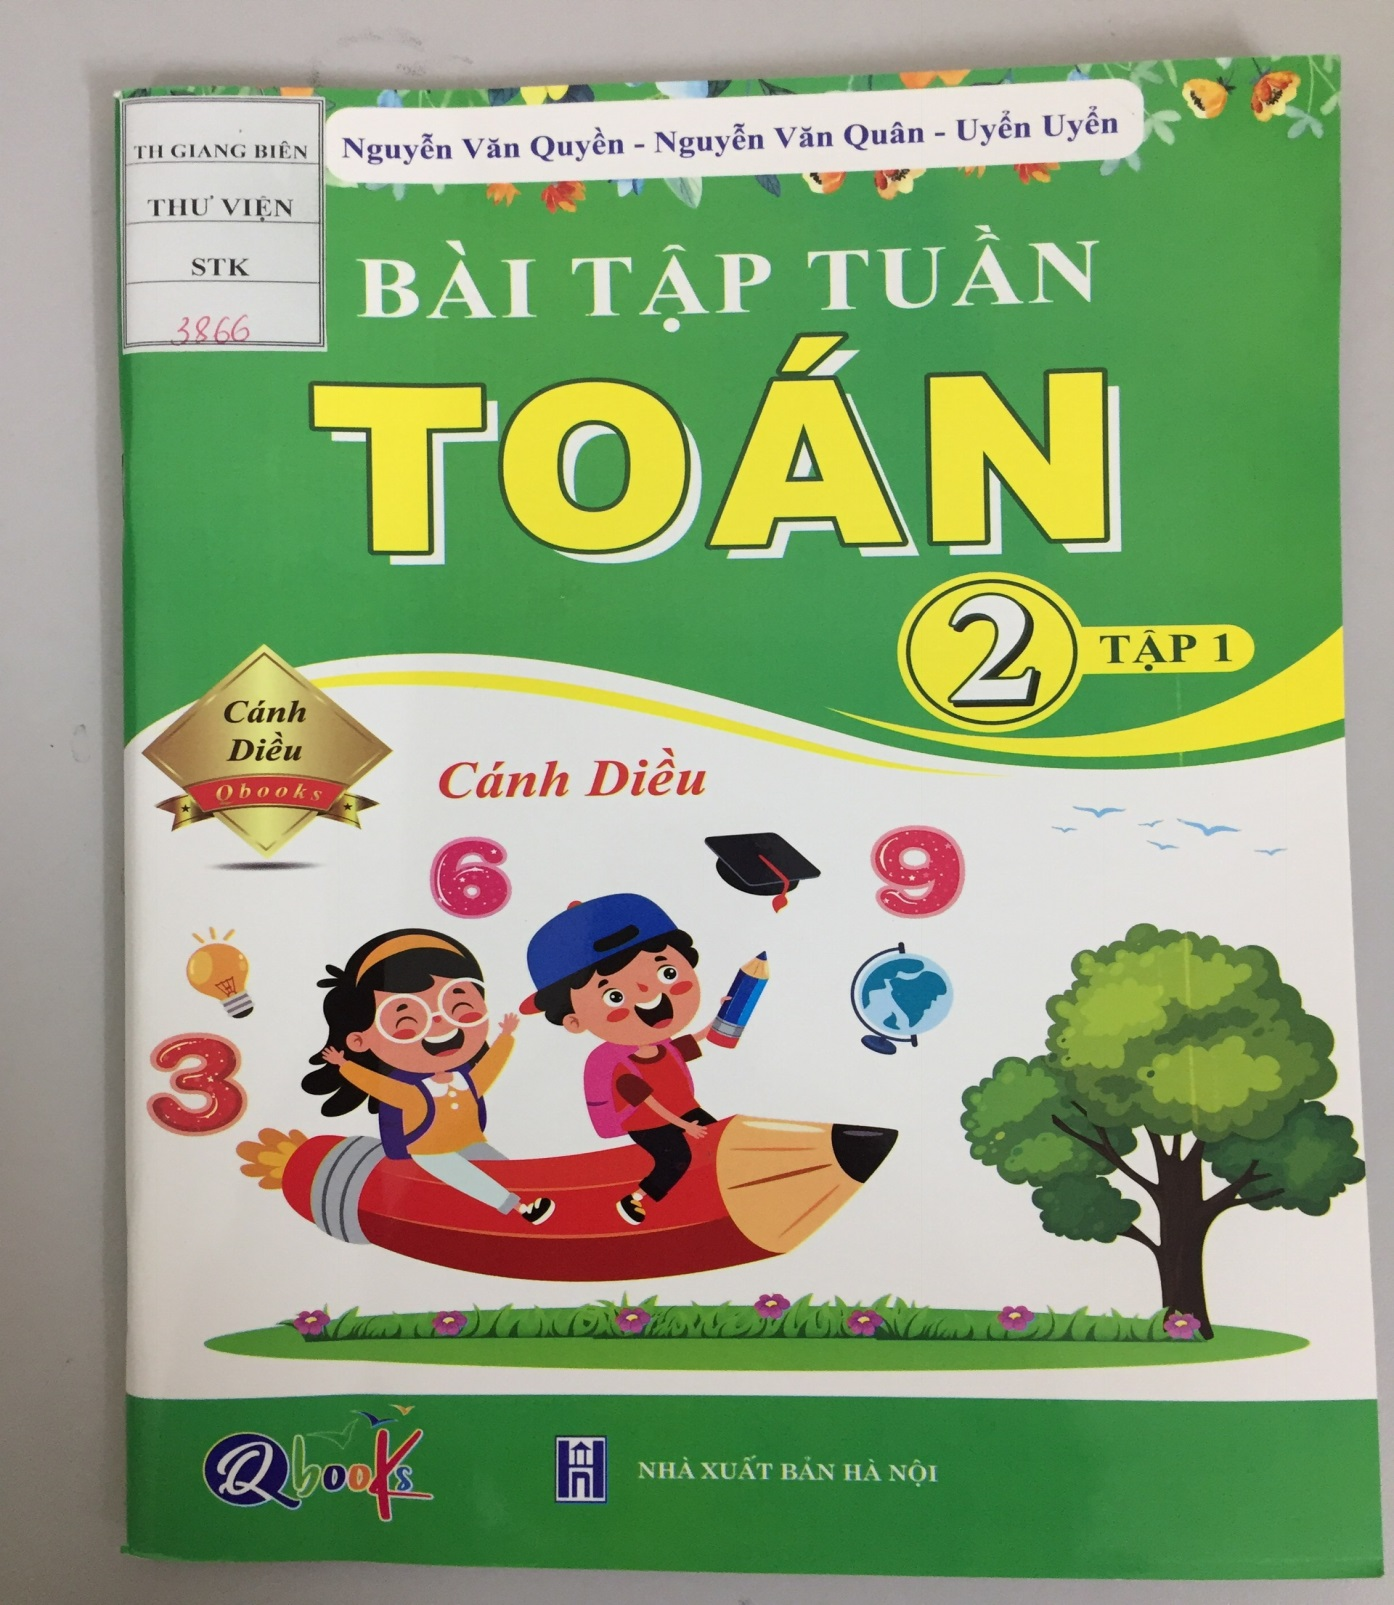 TH GIANG BIÊN
THƯ VIỆN
STK
3866
Nguyễn Văn Quyền - Nguyễn Văn Quân - Uyển Uyển
BÀI TẬP TUẦN
TOÁN
2 TẬP 1
Cánh
Diều
Qbooks
Cánh Diều
6
9
3
Qbooks
NHÀ XUẤT BẢN HÀ NỘI